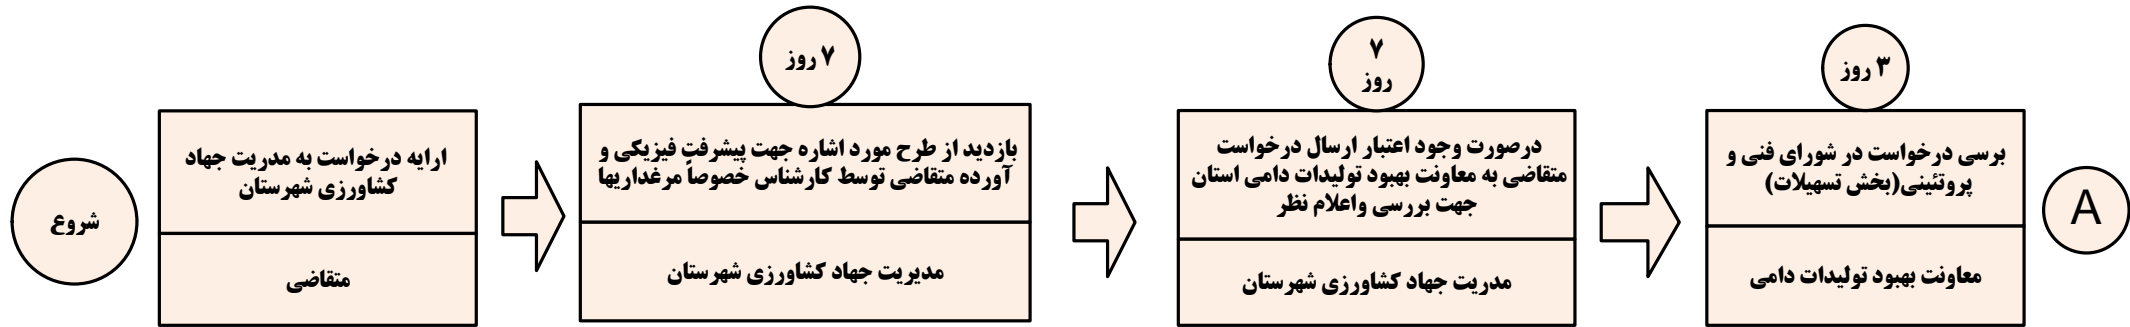 شروع
ارایه درخواست به مدریت جهاد
کشاورزی شهرستان
متقاضی
۷ روز
بازدید از طرح مورد اشاره جهت پیشرفت فیزیکی و
آورده متقاضی توسط کارشناس خصوصاً مرغداریها
مدیریت جهاد کشاورزی شهرستان
۷
روز
درصورت وجود اعتبار ارسال درخواست
متقاضی به معاونت بهبود تولیدات دامی استان
جهت بررسی واعلام نظر
مدریت جهاد کشاورزی شهرستان
۳ روز
برسی درخواست در شورای فنی و
پروتئینی(بخش تسهیلات)
معاونت بهبود تولیدات دامی
A